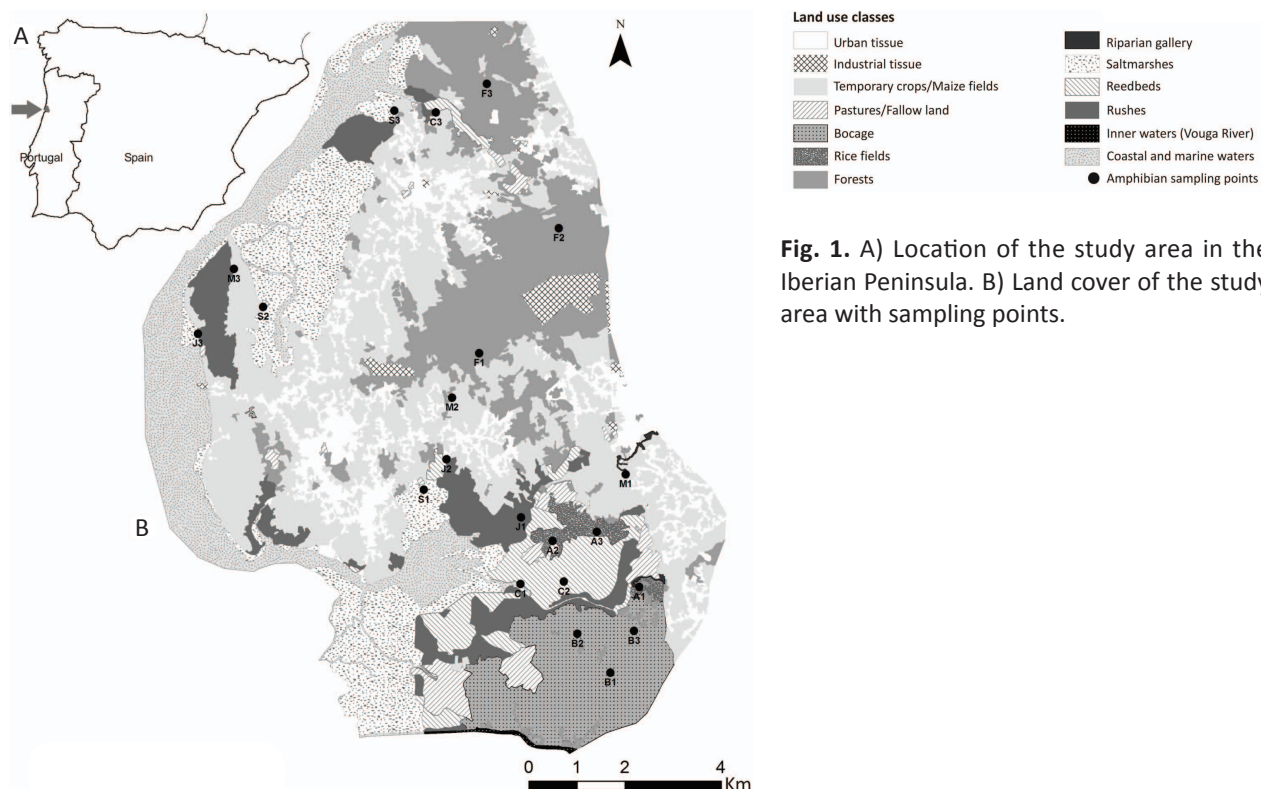 A
Portugal
Spain
N
F3
S3
C3
F2
M3
S2
J3
F1
M2
J2
M1
S1
J1
A3
A2
B
C1
C2
A1
B2
B3
B1
0 1 2 4
Km
Land use classes
Urban tissue
Industrial tissue
Temporary crops/Maize fields
Pastures/Fallow land
Bocage
Rice fields
Forests
Riparian gallery
Saltmarshes
Reedbeds
Rushes
Inner waters (Vouga River)
Coastal and marine waters
Amphibian sampling points
Fig. 1. A) Location of the study area in the
Iberian Peninsula. B) Land cover of the study
area with sampling points.